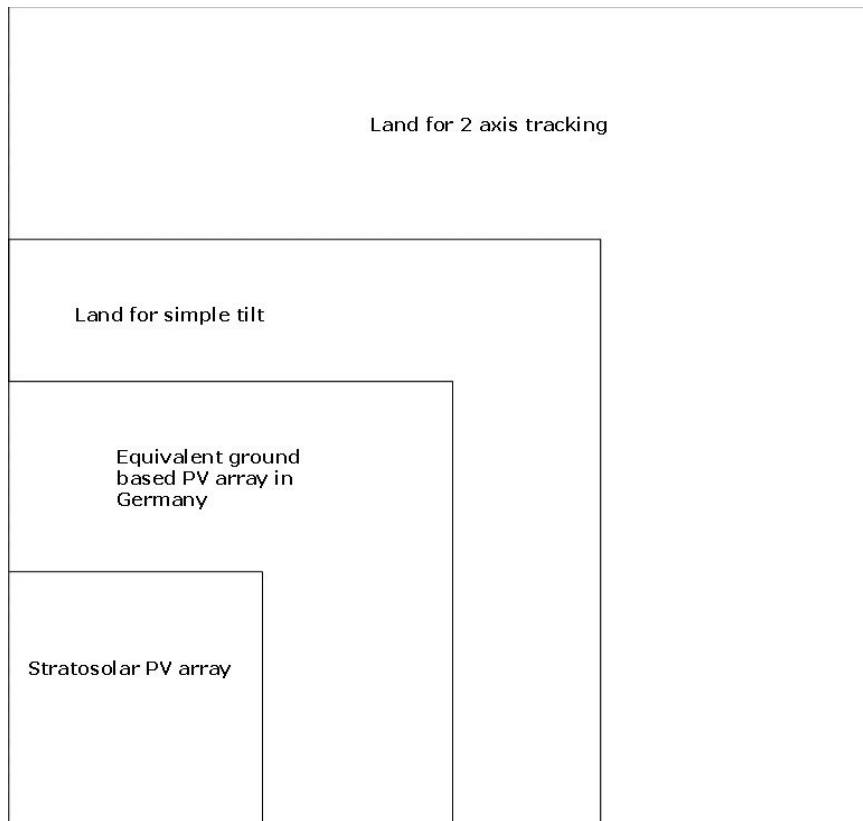 Land for 2 axis tracking
Land for simple tilt
Equivalent ground
based PV array in
Germany
Stratosolar PV array